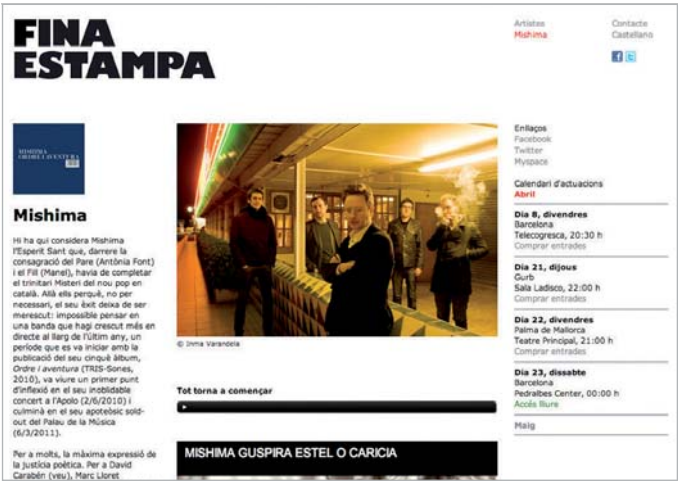 FINA
ESTAMPA
Artistes
Mishima
Contacte
Castellano
MISHIMA
ORDRE I AVENTURA
Mishima
Hi ha qui considera Mishima
l'Esperit Sant que, darrere la
consagració del Pare (Antònia Font)
i el Fill (Manel), havia de completar
el trinitari Misteri del nou pop en
català. Allà ells perquè, no per
necessari, el seu èxit deixa de ser
merescut: impossible pensar en
una banda que hagi crescut més en
directe al llarg de l'últim any, un
període que es va iniciar amb la
publicació del seu cinquè àlbum,
Ordre i aventura (TRIS-Sones,
2010), va viure un primer punt
d'inflexió en el seu inoblidable
concert a l'Apolo (2/6/2010) i
culminà en el seu apoteòsic sold-
out del Palau de la Música
(6/3/2011).
Per a molts, la màxima expressió de
la justícia poètica. Per a David
Carabén (veu), Marc Lloret
© Inma Varandela
Tot torna a començar
MISHIMA GUSPIRA ESTEL O CARICIA
Enllaços
Facebook
Twitter
Myspace
Calendari d'actuacions
Abril
Dia 8, divendres
Barcelona
Telecogresca, 20:30 h
Comprar entrades
Dia 21, dijous
Gurb
Sala Ladisco, 22:00 h
Comprar entrades
Dia 22, divendres
Palma de Mallorca
Teatre Principal, 21:00 h
Comprar entrades
Dia 23, dissabte
Barcelona
Pedralbes Center, 00:00 h
Accés lliure
Maig